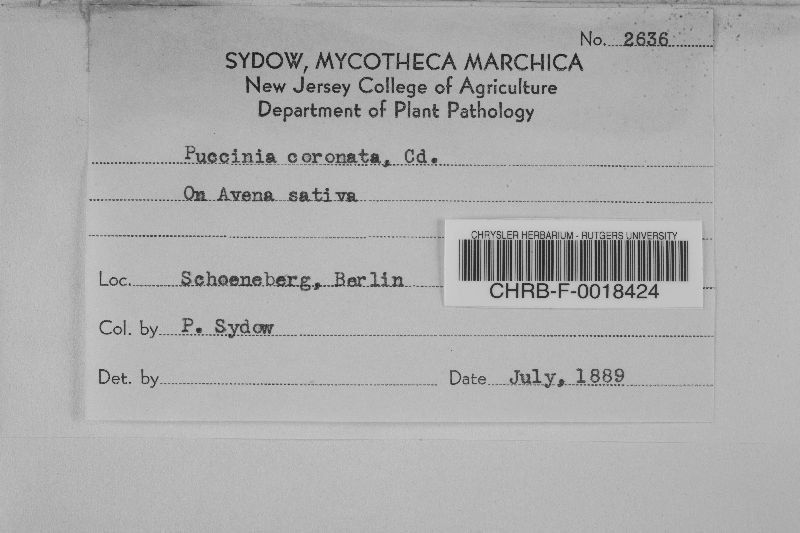 No. 2636
SYDOW, MYCOTHECA MARCHICA
New Jersey College of Agriculture
Department of Plant Pathology
Puccinia coronata, Cd.
On Avena sativa
CHRYSLER HERBARIUM - RUTGERS UNIVERSITY
CHRB-F-0018424
Loc. Schoeneberg, Berlin
Col. by P. Sydow
Det. by
Date July, 1889